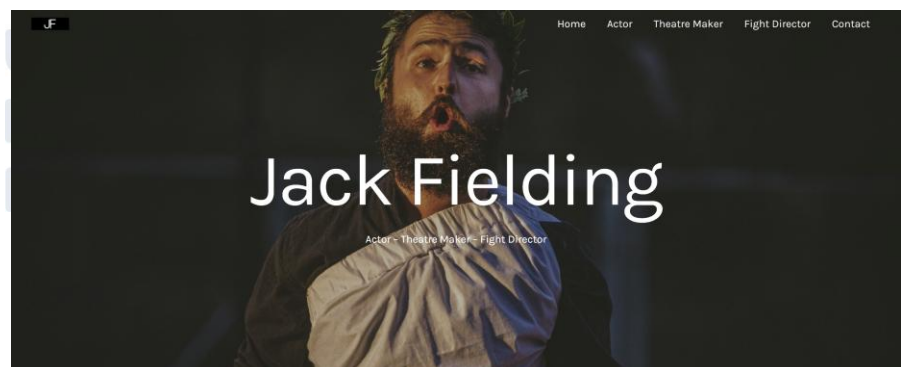 JF
Home Actor Theatre Maker Fight Director Contact
Jack Fielding
Actor - Theatre Maker - Fight Director